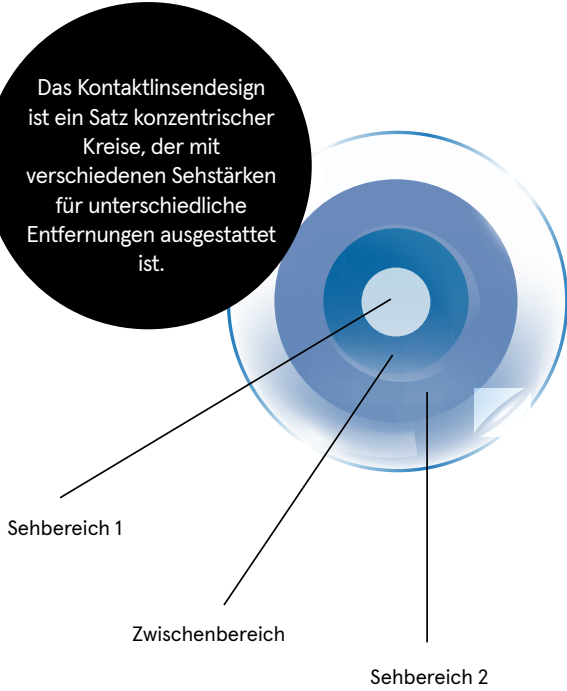 Das Kontaktlinsendesign
ist ein Satz konzentrischer
Kreise, der mit
verschiedenen Sehstärken
für unterschiedliche
Entfernungen ausgestattet
ist.
Sehbereich 1
Zwischenbereich
Sehbereich 2